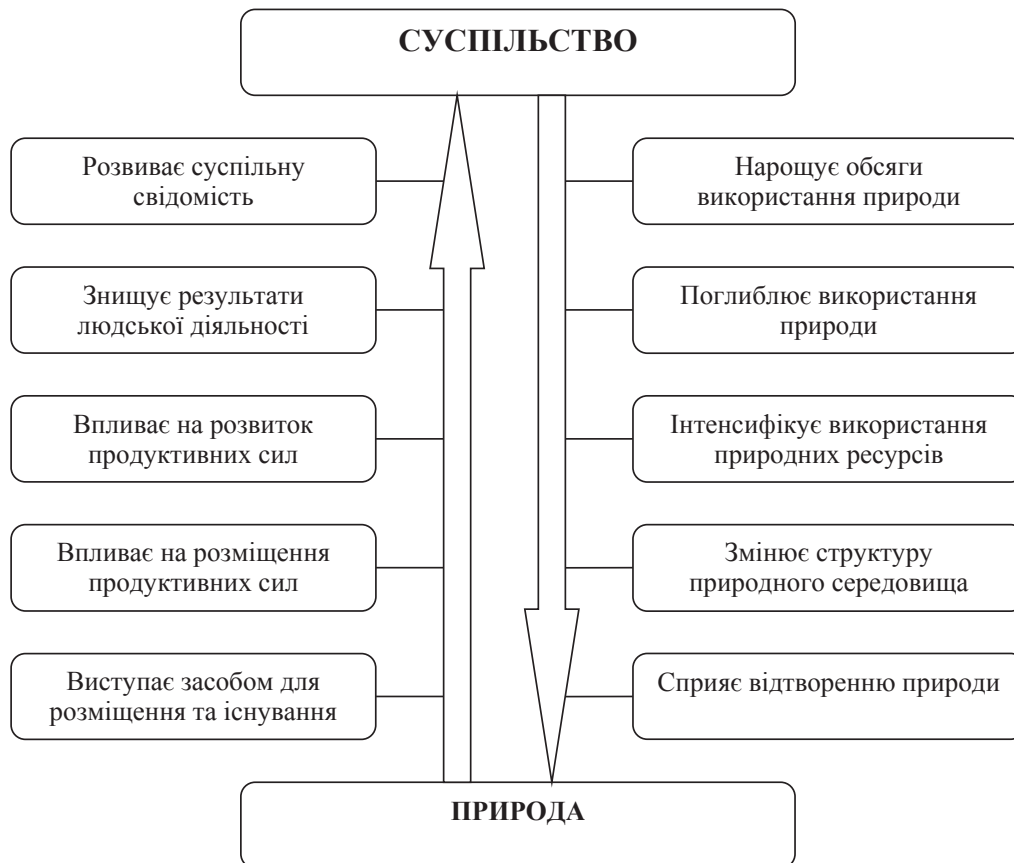 СУСПІЛЬСТВО
Розвиває суспільну
свідомість
Знищує результати
людської діяльності
Впливає на розвиток
продуктивних сил
Впливає на розміщення
продуктивних сил
Виступає засобом для
розміщення та існування
Нарощує обсяги
використання природи
Поглиблює використання
природи
Інтенсифікує використання
природних ресурсів
Змінює структуру
природного середовища
Сприяє відтворенню природи
ПРИРОДА